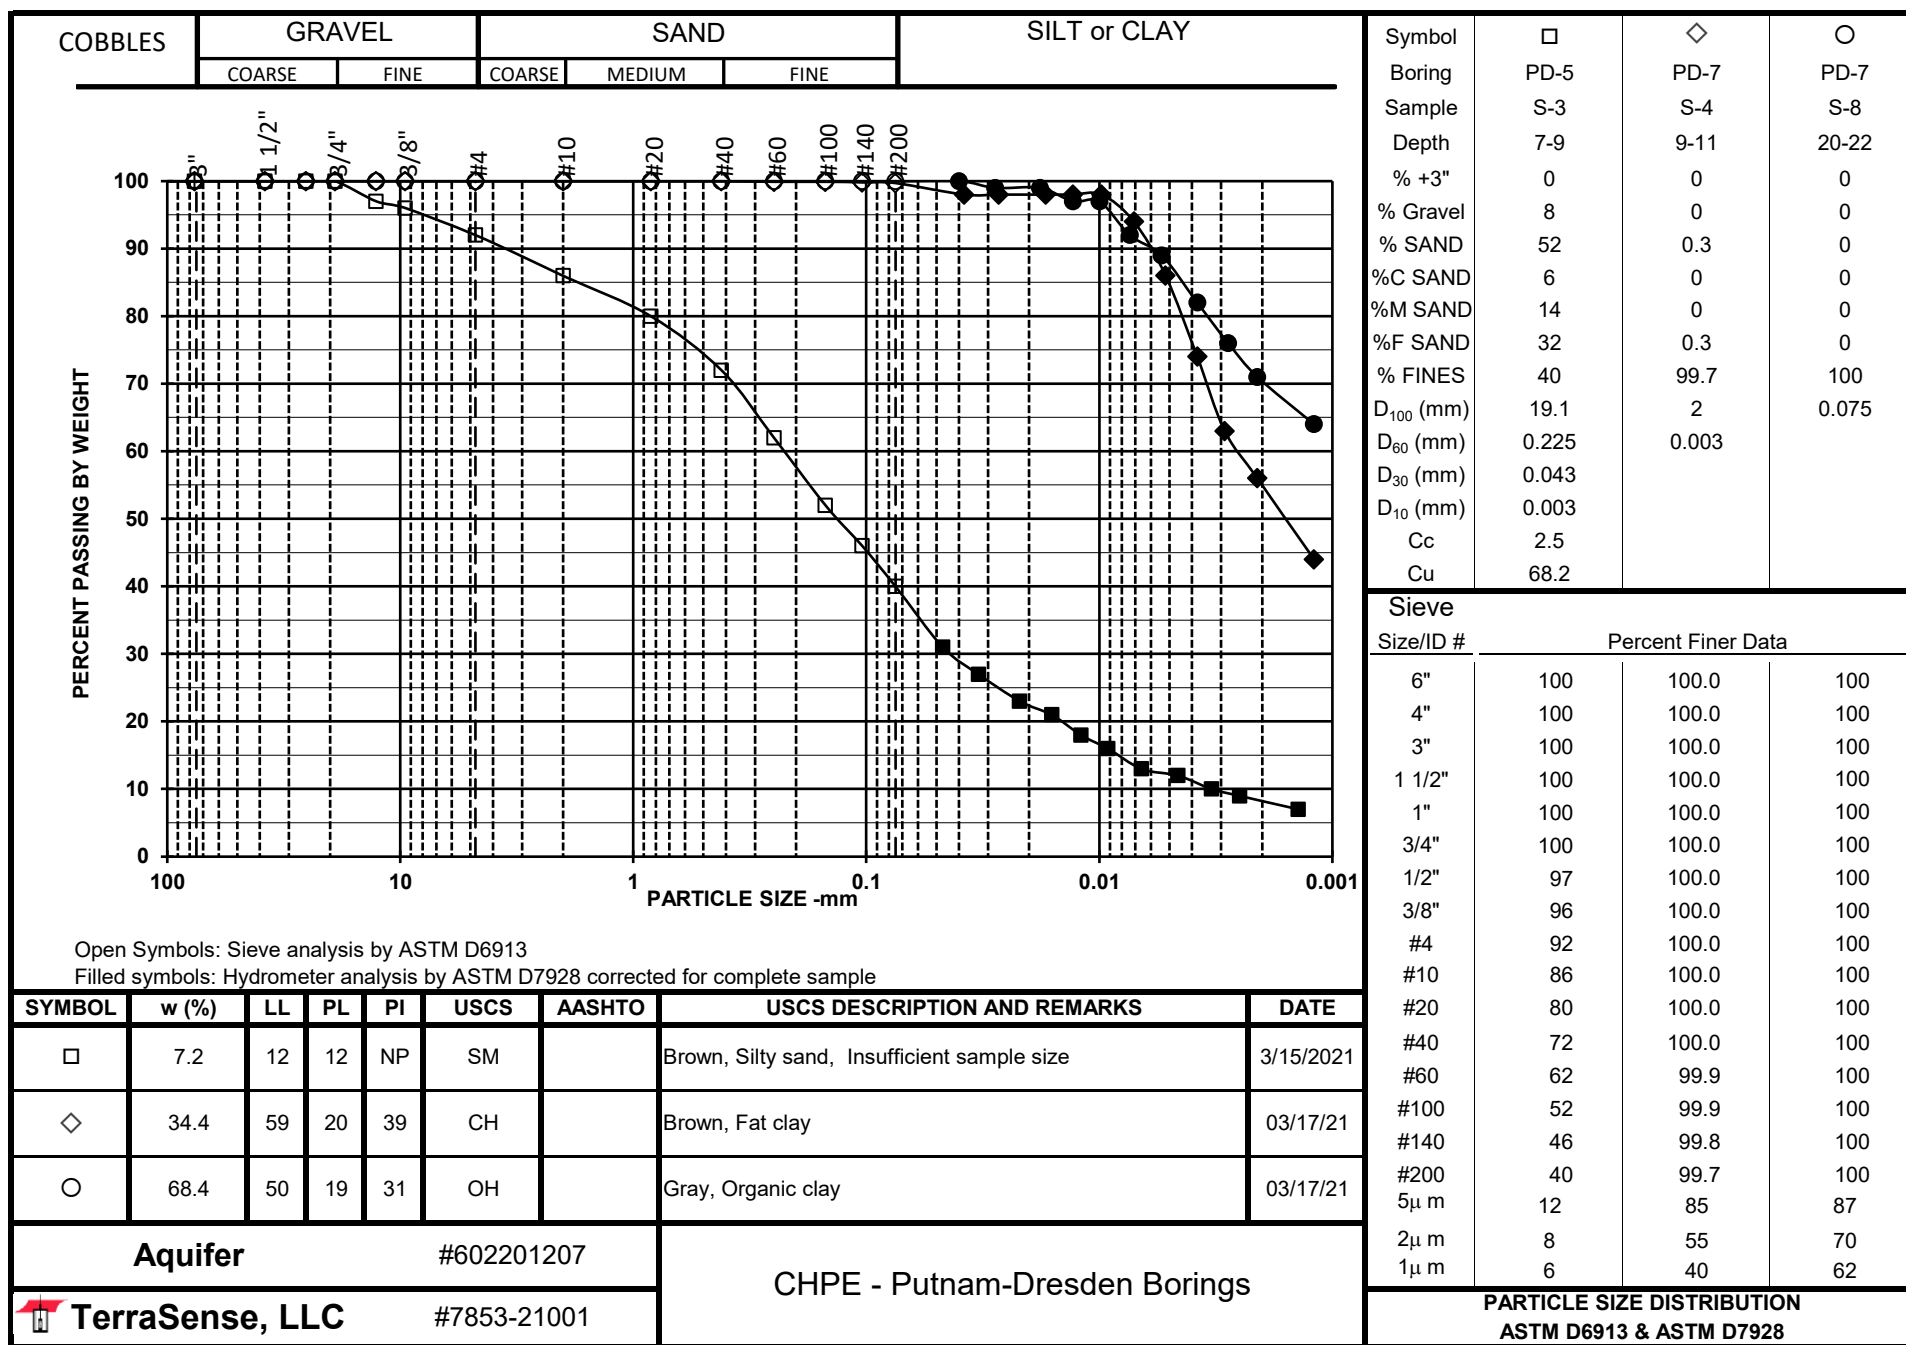 COBBLES GRAVEL SAND SILT or CLAY
COARSE FINE COARSE MEDIUM FINE
3" 1 1/2" 3/4" 3/8" #4 #10 #20 #40 #60 #100 #140 #200
PERCENT PASSING BY WEIGHT
100
90
80
70
60
50
40
30
20
10
0
100 10 1 0.1 0.01 0.001
PARTICLE SIZE -mm
Open Symbols: Sieve analysis by ASTM D6913
Filled symbols: Hydrometer analysis by ASTM D7928 corrected for complete sample
Symbol □ ◇ ○
Boring PD-5 PD-7 PD-7
Sample S-3 S-4 S-8
Depth 7-9 9-11 20-22
% +3" 0 0 0
% Gravel 8 0 0
% SAND 52 0.3 0
%C SAND 6 0 0
%M SAND 14 0 0
%F SAND 32 0.3 0
% FINES 40 99.7 100
D100 (mm) 19.1 2 0.075
D60 (mm) 0.225 0.003
D30 (mm) 0.043
D10 (mm) 0.003
Cc 2.5
Cu 68.2
Sieve
Size/ID # Percent Finer Data
6" 100 100.0 100
4" 100 100.0 100
3" 100 100.0 100
1 1/2" 100 100.0 100
1" 100 100.0 100
3/4" 100 100.0 100
1/2" 97 100.0 100
3/8" 96 100.0 100
#4 92 100.0 100
#10 86 100.0 100
#20 80 100.0 100
#40 72 100.0 100
#60 62 99.9 100
#100 52 99.9 100
#140 46 99.8 100
#200 40 99.7 100
5μ m 12 85 87
2μ m 8 55 70
1μ m 6 40 62
SYMBOL w (%) LL PL PI USCS AASHTO USCS DESCRIPTION AND REMARKS DATE
□ 7.2 12 12 NP SM Brown, Silty sand, Insufficient sample size 3/15/2021
◇ 34.4 59 20 39 CH Brown, Fat clay 03/17/21
○ 68.4 50 19 31 OH Gray, Organic clay 03/17/21
Aquifer #602201207
TerraSense, LLC #7853-21001
CHPE - Putnam-Dresden Borings
PARTICLE SIZE DISTRIBUTION
ASTM D6913 & ASTM D7928